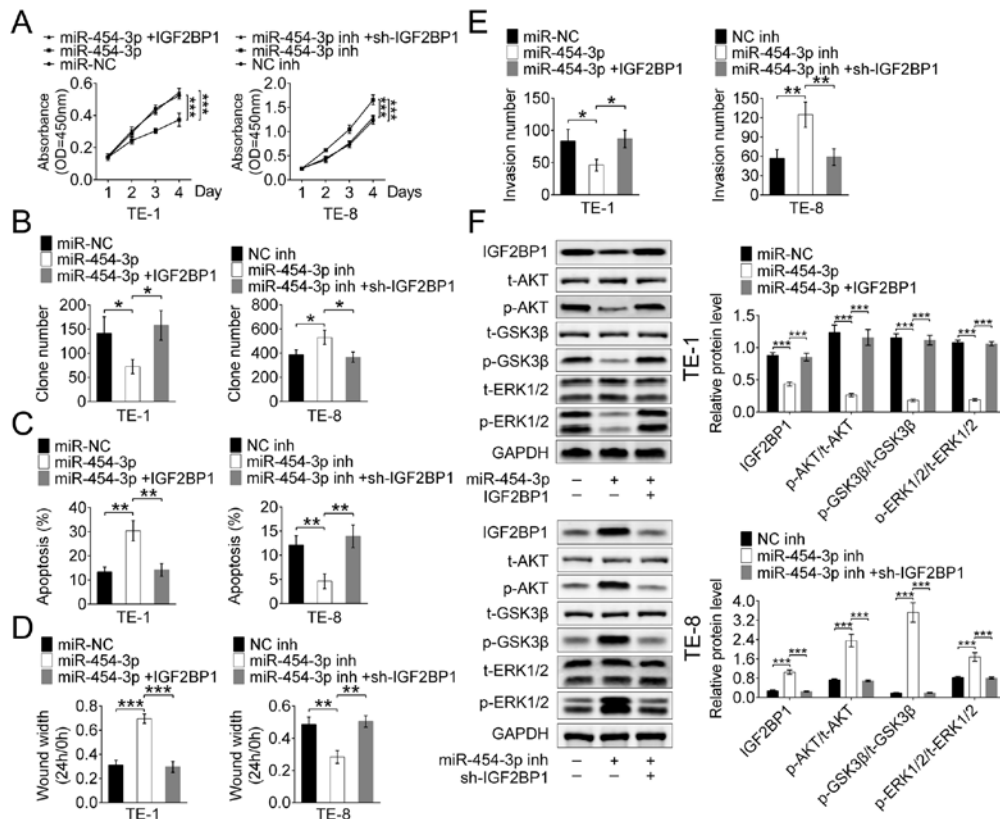 A
miR-454-3p +IGF2BP1
miR-454-3p
miR-NC
Absorbance
(OD=450nm)
0.6
0.4
0.2
0.0
***
***
1 2 3 4 Day
TE-1
miR-454-3p inh +sh-IGF2BP1
miR-454-3p inh
NC inh
Absorbance
(OD=450nm)
2.0
1.5
1.0
0.5
0.0
***
***
1 2 3 4 Days
TE-8
B
miR-NC
miR-454-3p
miR-454-3p +IGF2BP1
Clone number
200
150
100
50
0
* *
TE-1
NC inh
miR-454-3p inh
miR-454-3p inh +sh-IGF2BP1
Clone number
800
600
400
200
0
* *
TE-8
C
miR-NC
miR-454-3p
miR-454-3p +IGF2BP1
Apoptosis (%)
40
30
20
10
0
** **
TE-1
NC inh
miR-454-3p inh
miR-454-3p inh +sh-IGF2BP1
Apoptosis (%)
20
15
10
5
0
** **
TE-8
D
miR-NC
miR-454-3p
miR-454-3p +IGF2BP1
Wound width
(24h/0h)
0.8
0.6
0.4
0.2
0.0
*** ***
TE-1
NC inh
miR-454-3p inh
miR-454-3p inh +sh-IGF2BP1
Wound width
(24h/0h)
0.6
0.4
0.2
0.0
** **
TE-8
E
miR-NC
miR-454-3p
miR-454-3p +IGF2BP1
Invasion number
150
100
50
0
* *
TE-1
NC inh
miR-454-3p inh
miR-454-3p inh +sh-IGF2BP1
Invasion number
150
120
90
60
30
0
** **
TE-8
F
IGF2BP1
t-AKT
p-AKT
t-GSK3β
p-GSK3β
t-ERK1/2
p-ERK1/2
GAPDH
miR-454-3p − + +
IGF2BP1 − − +
TE-1
miR-NC
miR-454-3p
miR-454-3p +IGF2BP1
Relative protein level
1.5
1.0
0.5
0.0
*** *** *** *** *** *** *** ***
IGF2BP1
p-AKT/t-AKT
p-GSK3β/t-GSK3β
p-ERK1/2/t-ERK1/2
IGF2BP1
t-AKT
p-AKT
t-GSK3β
p-GSK3β
t-ERK1/2
p-ERK1/2
GAPDH
miR-454-3p inh − + +
sh-IGF2BP1 − − +
TE-8
NC inh
miR-454-3p inh
miR-454-3p inh +sh-IGF2BP1
Relative protein level
4.0
3.2
2.4
1.6
0.8
0.0
*** *** *** *** *** *** *** ***
IGF2BP1
p-AKT/t-AKT
p-GSK3β/t-GSK3β
p-ERK1/2/t-ERK1/2